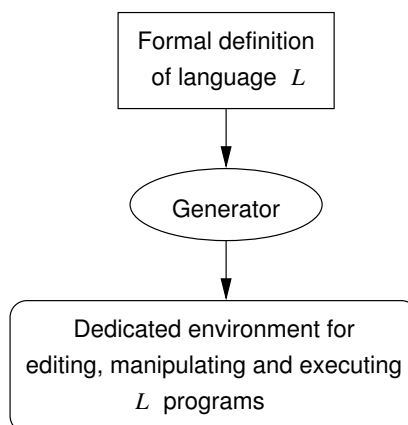 Formal definition
of language L
Generator
Dedicated environment for
editing, manipulating and executing
L programs